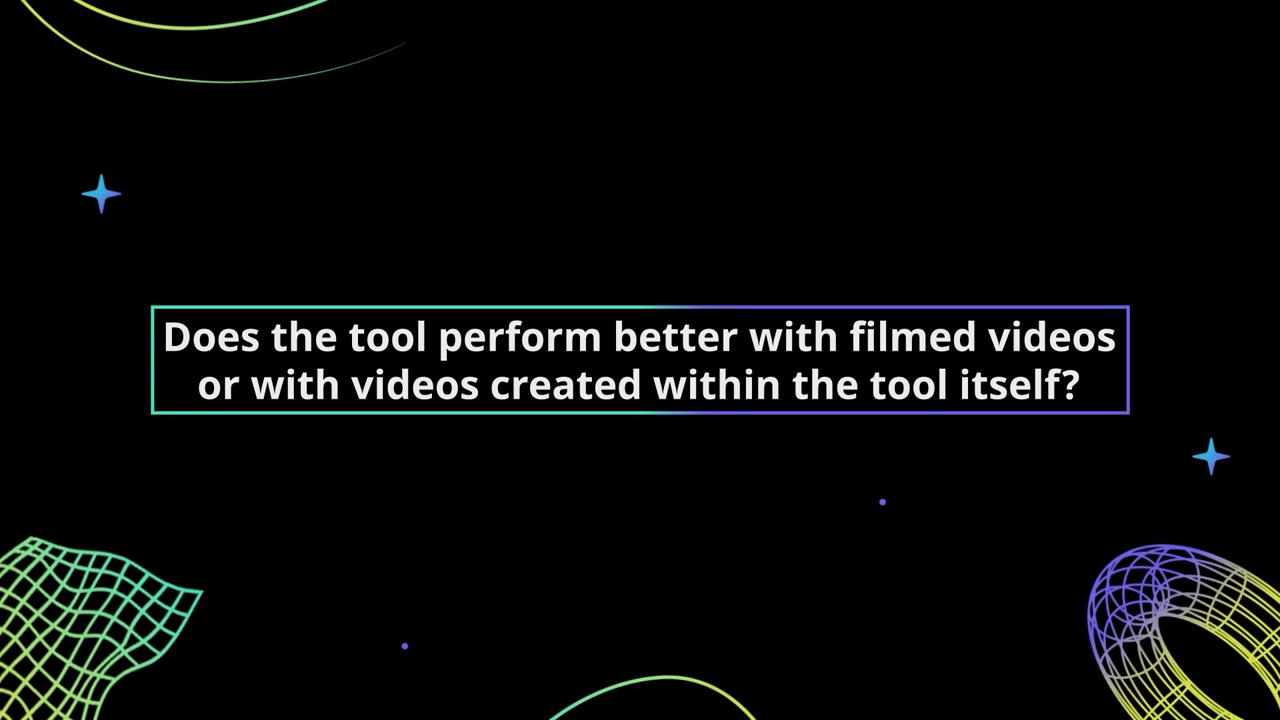 Does the tool perform better with filmed videos
or with videos created within the tool itself?